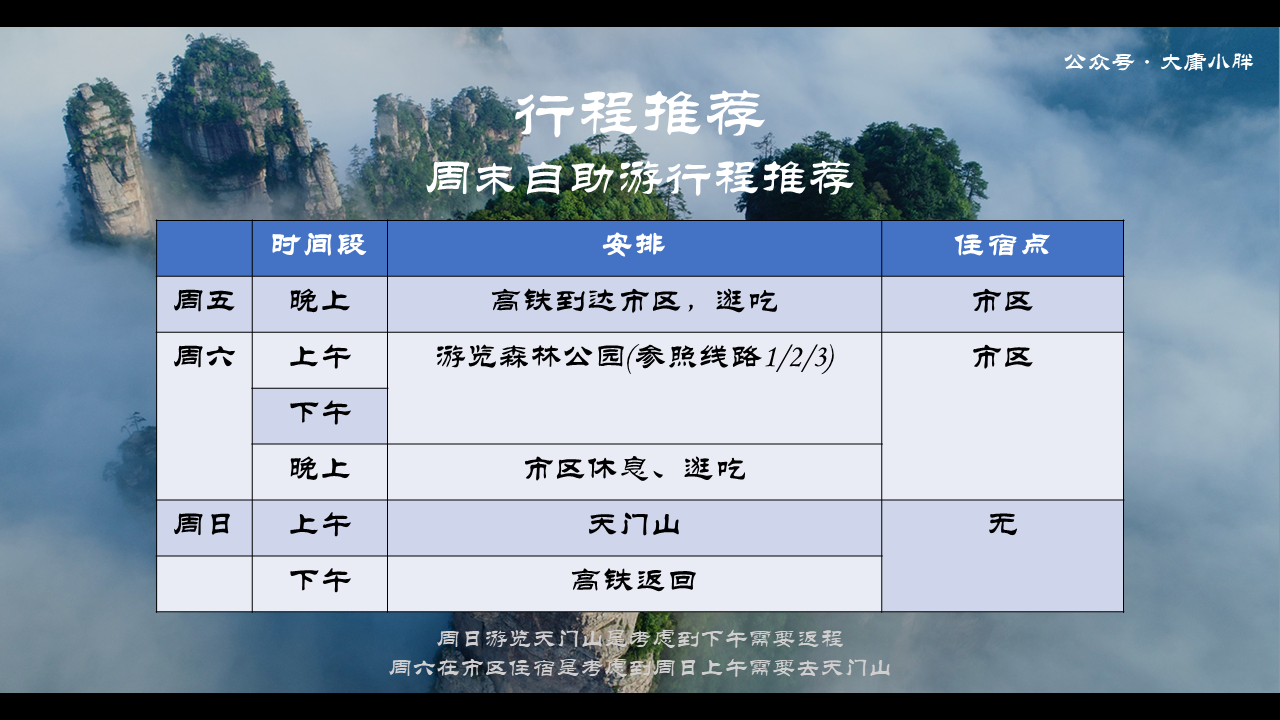 公众号·大庸小胖
行程推荐
周末自助游行程推荐
时间段 安排 住宿点
周五 晚上 高铁到达市区，逛吃 市区
周六 上午 游览森林公园(参照线路1/2/3) 市区
下午
晚上 市区休息、逛吃
周日 上午 天门山 无
下午 高铁返回
周日游览天门山是考虑到下午需要返程
周六在市区住宿是考虑到周日上午需要去天门山